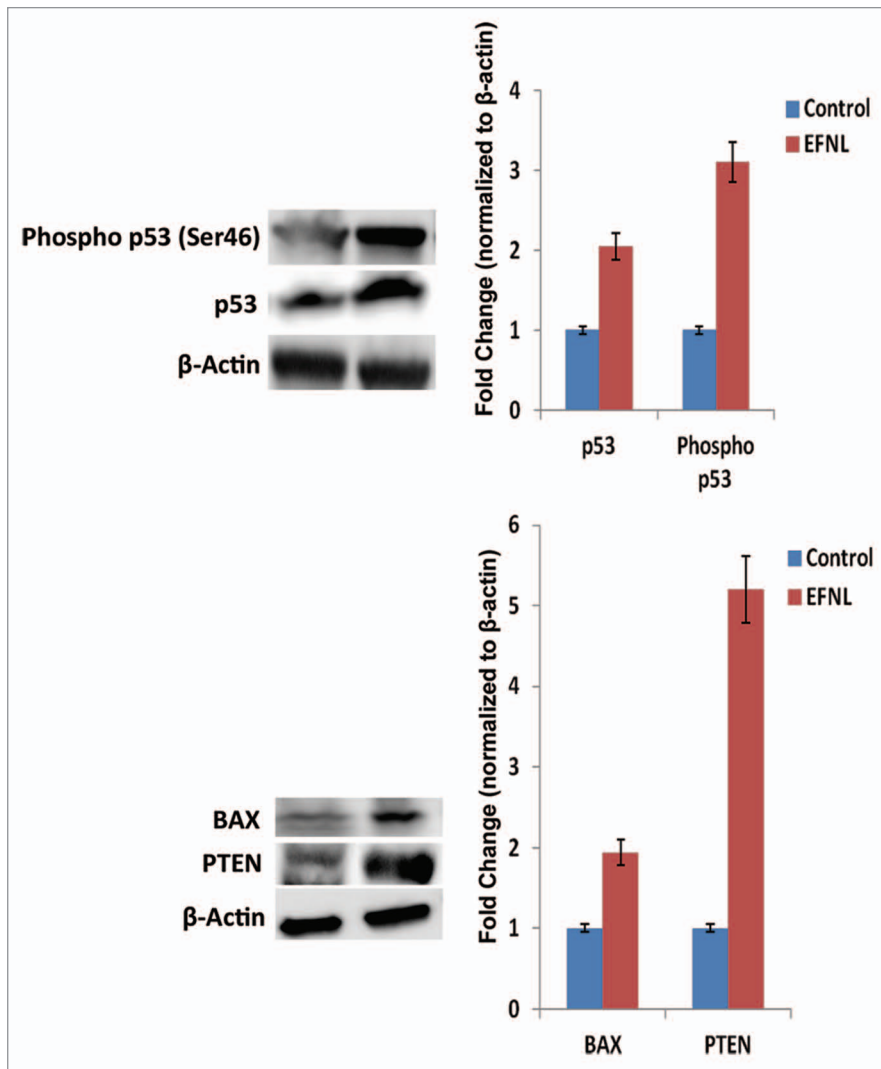 Phospho p53 (Ser46)
p53
β-Actin
Fold Change (normalized to β-actin)
4
3
2
1
0
p53
Phospho
p53
Control
EFNL
BAX
PTEN
β-Actin
Fold Change (normalized to β-actin)
6
5
4
3
2
1
0
BAX
PTEN
Control
EFNL